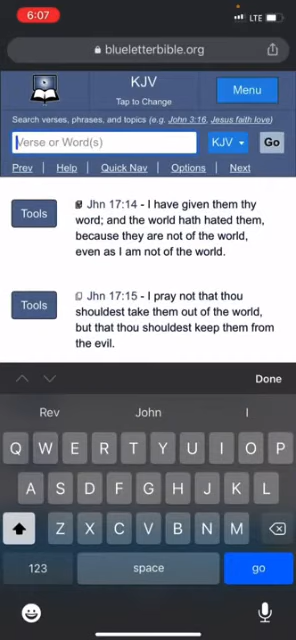 6:07
LTE
blueletterbible.org
KJV
Tap to Change
Menu
Search verses, phrases, and topics (e.g. John 3:16, Jesus faith love)
Verse or Word(s)
KJV
Go
Prev Help Quick Nav Options Next
Tools
Jhn 17:14 - I have given them thy
word; and the world hath hated them,
because they are not of the world,
even as I am not of the world.
Tools
Jhn 17:15 - I pray not that thou
shouldest take them out of the world,
but that thou shouldest keep them from
the evil.
Done
Rev John I
Q W E R T Y U I O P
A S D F G H J K L
Z X C V B N M
123 space go